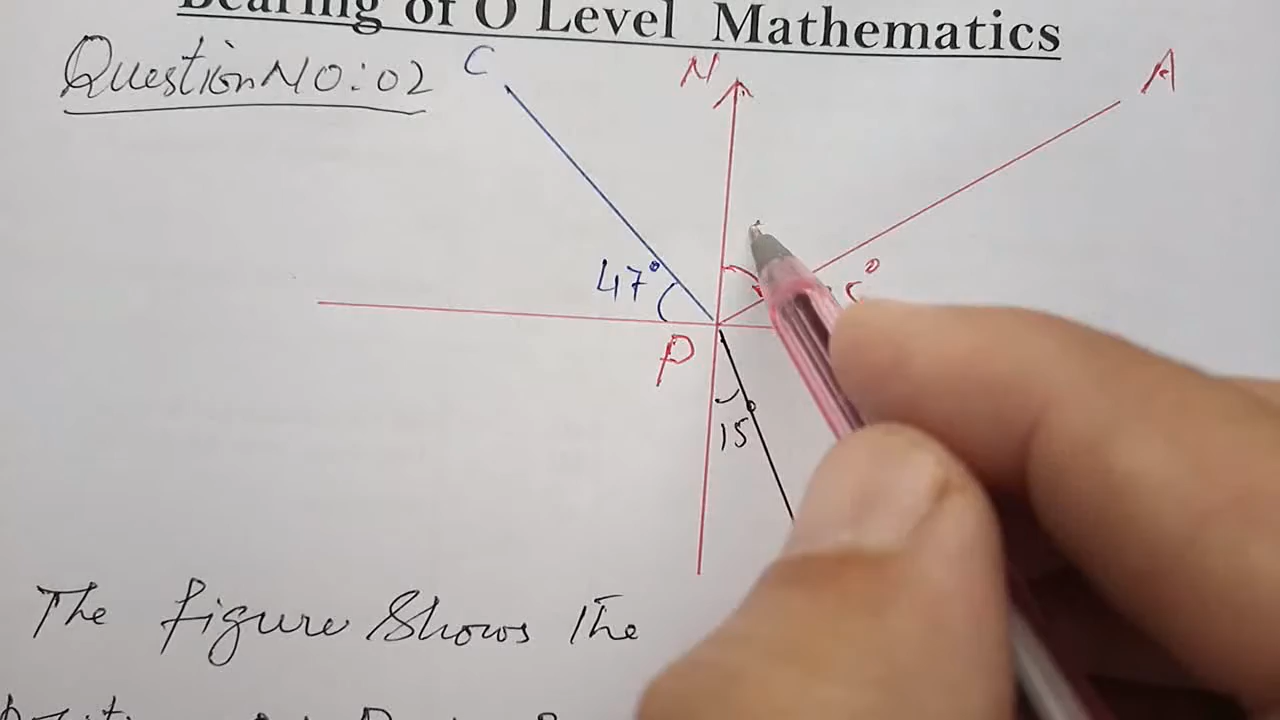 Bearing of O Level Mathematics
Question NO:02
C
N
A
47°
P
15°
The figure Shows The